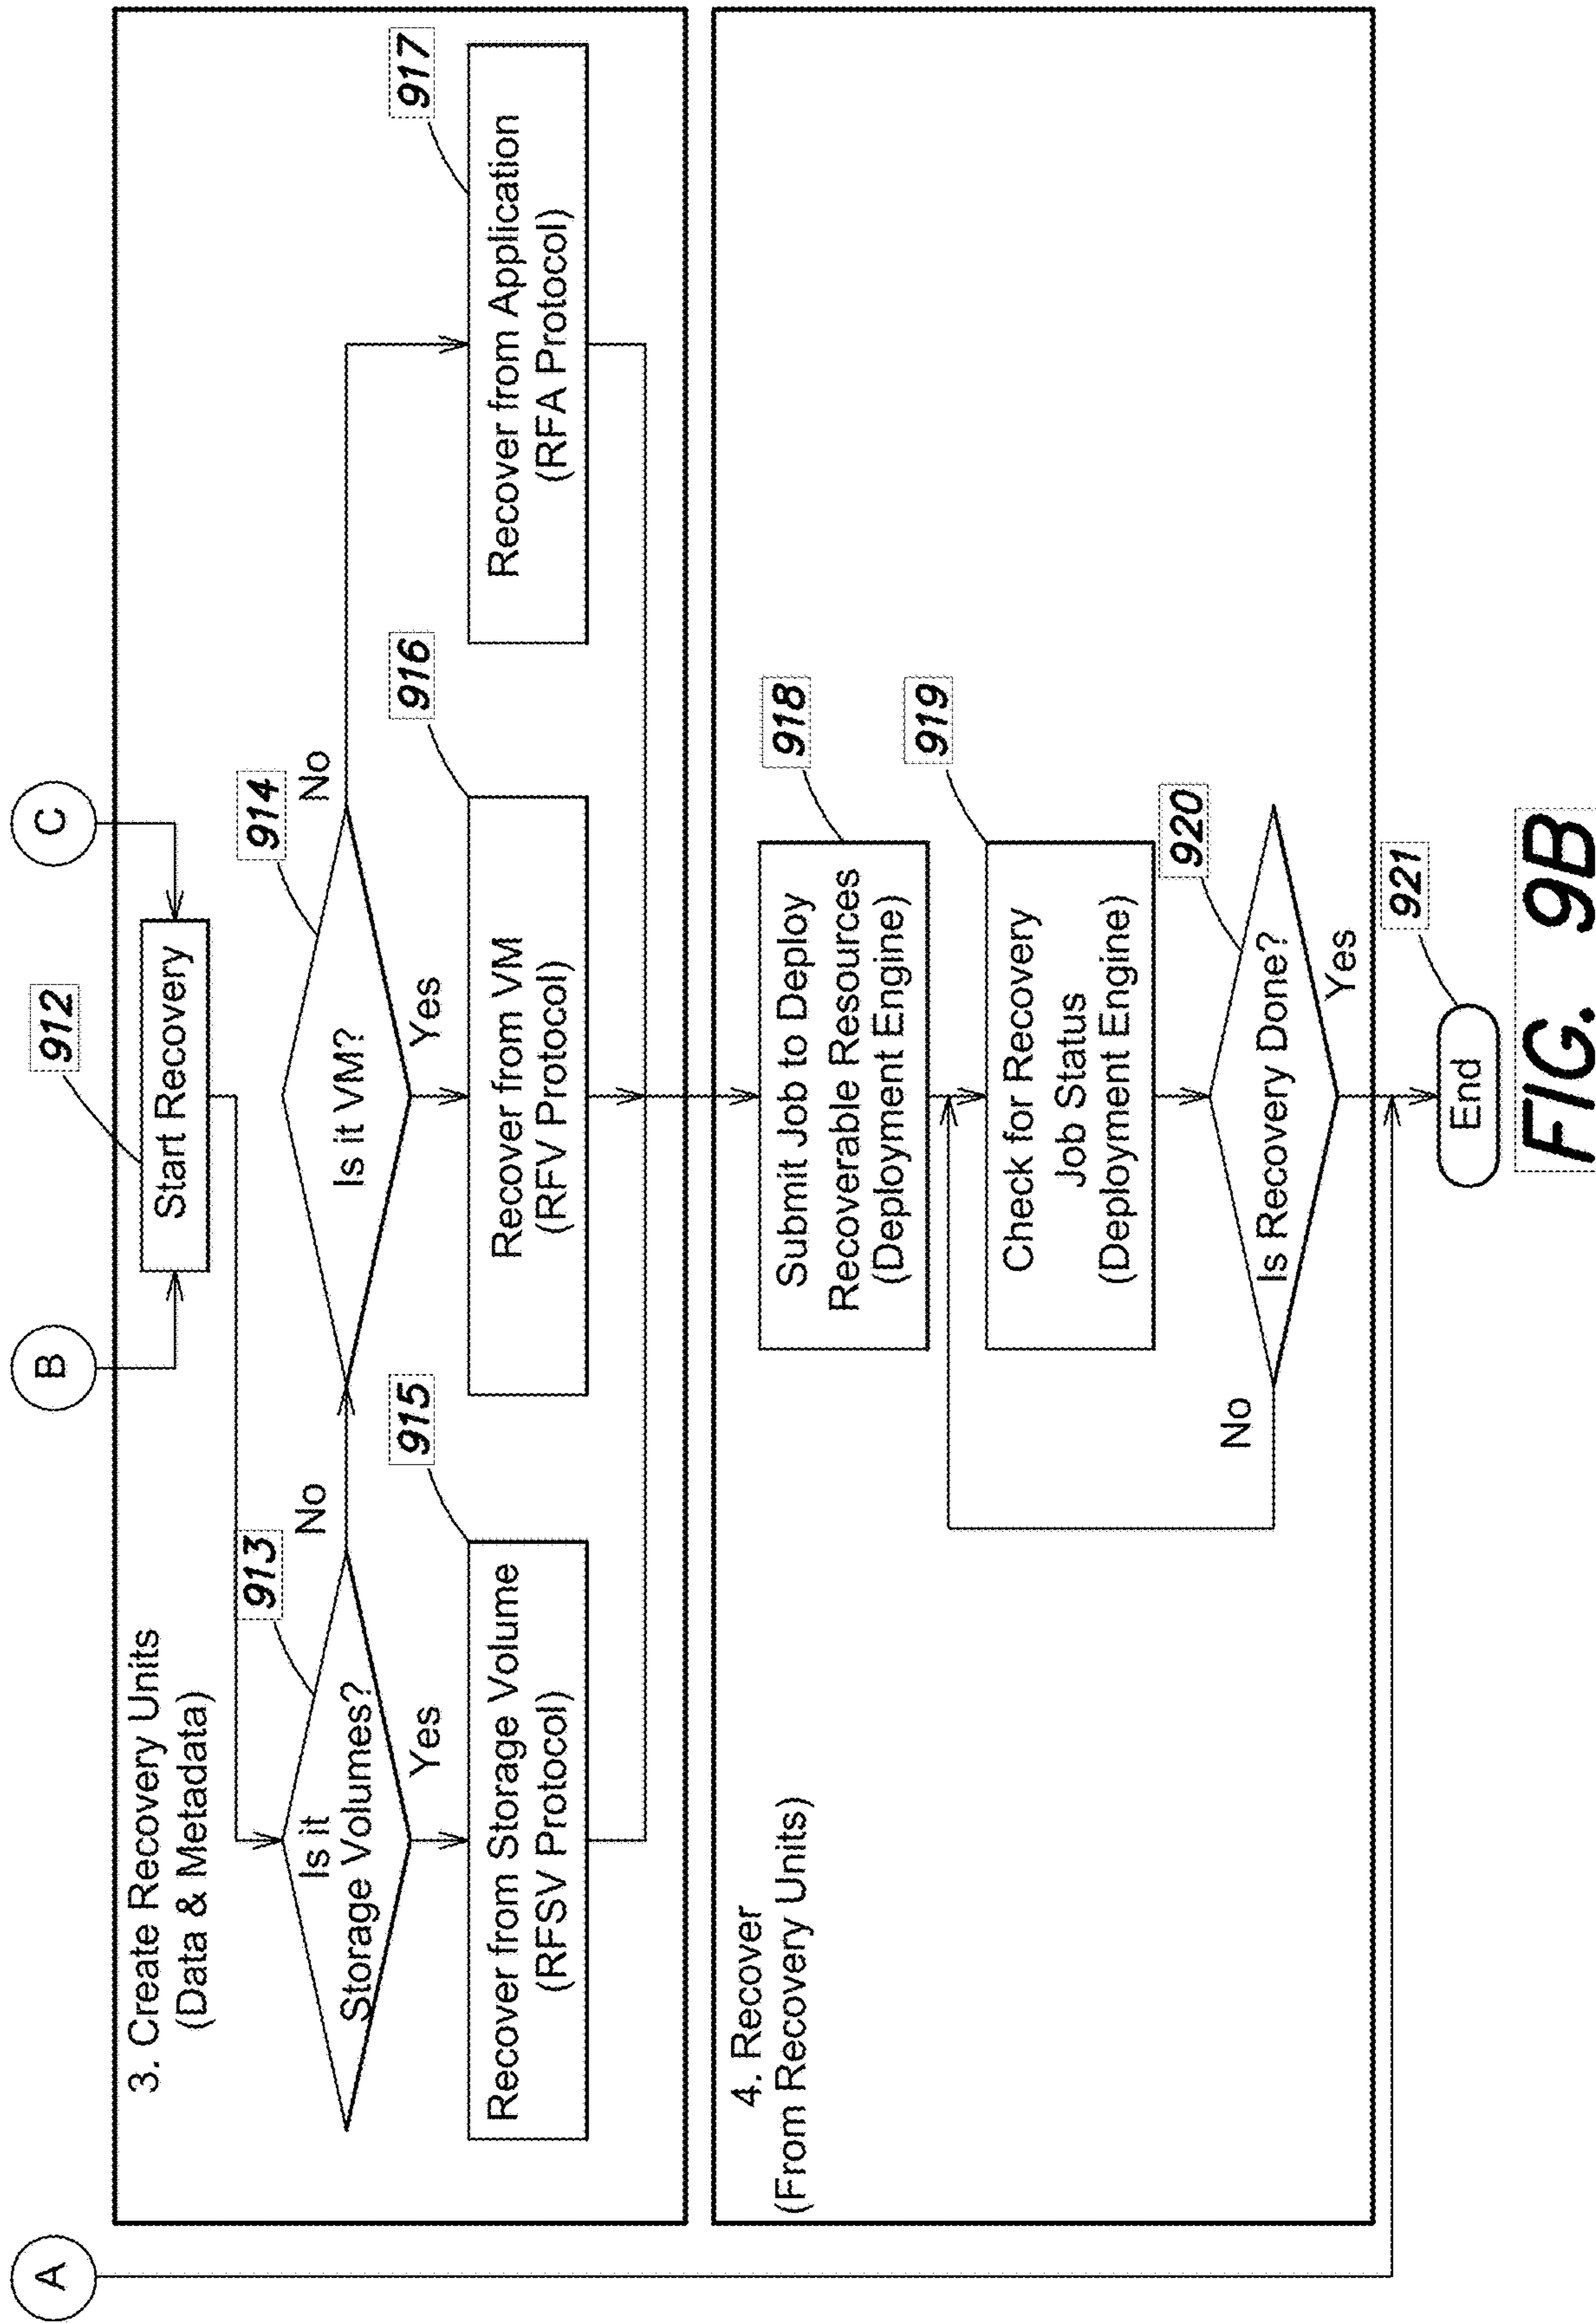 A
B
C
3. Create Recovery Units
(Data & Metadata)
912
Start Recovery
913
Is it
Storage Volumes?
No
Yes
914
Is it VM?
No
Yes
915
Recover from Storage Volume
(RFSV Protocol)
916
Recover from VM
(RFV Protocol)
917
Recover from Application
(RFA Protocol)
4. Recover
(From Recovery Units)
918
Submit Job to Deploy
Recoverable Resources
(Deployment Engine)
919
Check for Recovery
Job Status
(Deployment Engine)
920
Is Recovery Done?
No
Yes
921
End
FIG. 9B